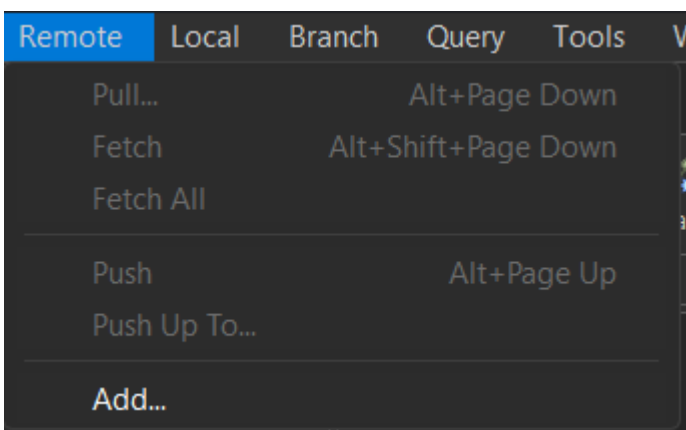 Remote Local Branch Query Tools
Pull... Alt+Page Down
Fetch Alt+Shift+Page Down
Fetch All
Push Alt+Page Up
Push Up To...
Add...